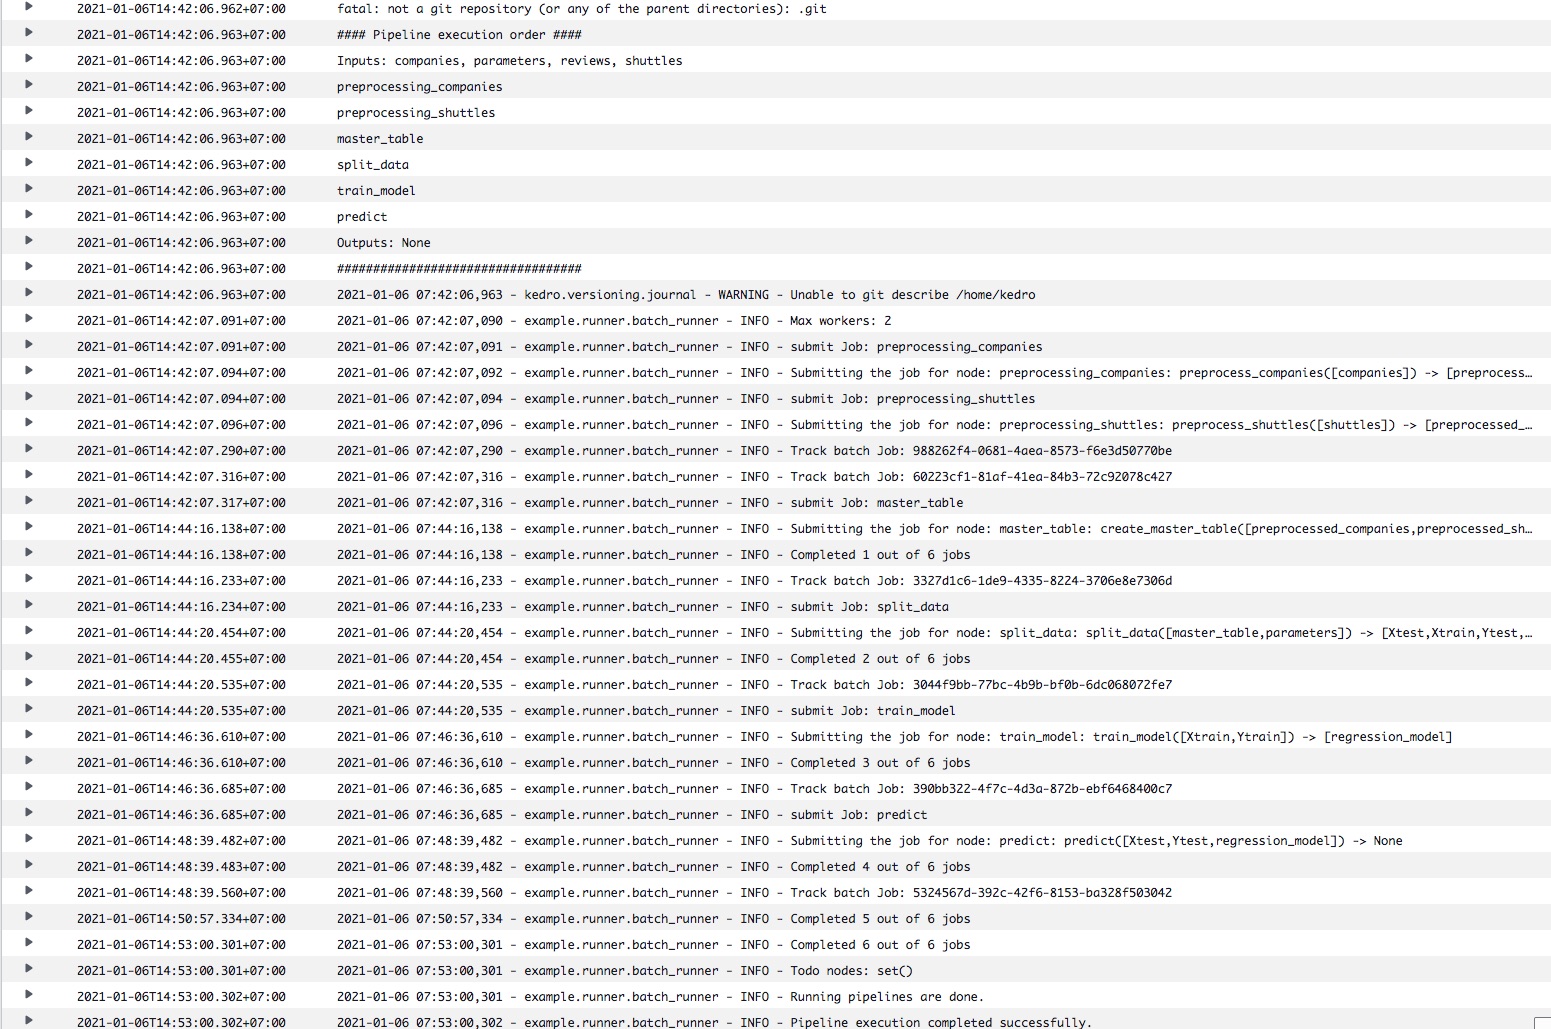 2021-01-06T14:42:06.962+07:00 fatal: not a git repository (or any of the parent directories): .git
2021-01-06T14:42:06.963+07:00 #### Pipeline execution order ####
2021-01-06T14:42:06.963+07:00 Inputs: companies, parameters, reviews, shuttles
2021-01-06T14:42:06.963+07:00 preprocessing_companies
2021-01-06T14:42:06.963+07:00 preprocessing_shuttles
2021-01-06T14:42:06.963+07:00 master_table
2021-01-06T14:42:06.963+07:00 split_data
2021-01-06T14:42:06.963+07:00 train_model
2021-01-06T14:42:06.963+07:00 predict
2021-01-06T14:42:06.963+07:00 Outputs: None
2021-01-06T14:42:06.963+07:00 ##################################
2021-01-06T14:42:06.963+07:00 2021-01-06 07:42:06,963 - kedro.versioning.journal - WARNING - Unable to git describe /home/kedro
2021-01-06T14:42:07.091+07:00 2021-01-06 07:42:07,090 - example.runner.batch_runner - INFO - Max workers: 2
2021-01-06T14:42:07.091+07:00 2021-01-06 07:42:07,091 - example.runner.batch_runner - INFO - submit Job: preprocessing_companies
2021-01-06T14:42:07.094+07:00 2021-01-06 07:42:07,092 - example.runner.batch_runner - INFO - Submitting the job for node: preprocessing_companies: preprocess_companies([companies]) -> [preprocess…
2021-01-06T14:42:07.094+07:00 2021-01-06 07:42:07,094 - example.runner.batch_runner - INFO - submit Job: preprocessing_shuttles
2021-01-06T14:42:07.096+07:00 2021-01-06 07:42:07,096 - example.runner.batch_runner - INFO - Submitting the job for node: preprocessing_shuttles: preprocess_shuttles([shuttles]) -> [preprocessed_…
2021-01-06T14:42:07.290+07:00 2021-01-06 07:42:07,290 - example.runner.batch_runner - INFO - Track batch Job: 988262f4-0681-4aea-8573-f6e3d50770be
2021-01-06T14:42:07.316+07:00 2021-01-06 07:42:07,316 - example.runner.batch_runner - INFO - Track batch Job: 60223cf1-81af-41ea-84b3-72c92078c427
2021-01-06T14:42:07.317+07:00 2021-01-06 07:42:07,316 - example.runner.batch_runner - INFO - submit Job: master_table
2021-01-06T14:44:16.138+07:00 2021-01-06 07:44:16,138 - example.runner.batch_runner - INFO - Submitting the job for node: master_table: create_master_table([preprocessed_companies,preprocessed_sh…
2021-01-06T14:44:16.138+07:00 2021-01-06 07:44:16,138 - example.runner.batch_runner - INFO - Completed 1 out of 6 jobs
2021-01-06T14:44:16.233+07:00 2021-01-06 07:44:16,233 - example.runner.batch_runner - INFO - Track batch Job: 3327d1c6-1de9-4335-8224-3706e8e7306d
2021-01-06T14:44:16.234+07:00 2021-01-06 07:44:16,233 - example.runner.batch_runner - INFO - submit Job: split_data
2021-01-06T14:44:20.454+07:00 2021-01-06 07:44:20,454 - example.runner.batch_runner - INFO - Submitting the job for node: split_data: split_data([master_table,parameters]) -> [Xtest,Xtrain,Ytest,…
2021-01-06T14:44:20.455+07:00 2021-01-06 07:44:20,454 - example.runner.batch_runner - INFO - Completed 2 out of 6 jobs
2021-01-06T14:44:20.535+07:00 2021-01-06 07:44:20,535 - example.runner.batch_runner - INFO - Track batch Job: 3044f9bb-77bc-4b9b-bf0b-6dc068072fe7
2021-01-06T14:44:20.535+07:00 2021-01-06 07:44:20,535 - example.runner.batch_runner - INFO - submit Job: train_model
2021-01-06T14:46:36.610+07:00 2021-01-06 07:46:36,610 - example.runner.batch_runner - INFO - Submitting the job for node: train_model: train_model([Xtrain,Ytrain]) -> [regression_model]
2021-01-06T14:46:36.610+07:00 2021-01-06 07:46:36,610 - example.runner.batch_runner - INFO - Completed 3 out of 6 jobs
2021-01-06T14:46:36.685+07:00 2021-01-06 07:46:36,685 - example.runner.batch_runner - INFO - Track batch Job: 390bb322-4f7c-4d3a-872b-ebf6468400c7
2021-01-06T14:46:36.685+07:00 2021-01-06 07:46:36,685 - example.runner.batch_runner - INFO - submit Job: predict
2021-01-06T14:48:39.482+07:00 2021-01-06 07:48:39,482 - example.runner.batch_runner - INFO - Submitting the job for node: predict: predict([Xtest,Ytest,regression_model]) -> None
2021-01-06T14:48:39.483+07:00 2021-01-06 07:48:39,482 - example.runner.batch_runner - INFO - Completed 4 out of 6 jobs
2021-01-06T14:48:39.560+07:00 2021-01-06 07:48:39,560 - example.runner.batch_runner - INFO - Track batch Job: 5324567d-392c-42f6-8153-ba328f503042
2021-01-06T14:50:57.334+07:00 2021-01-06 07:50:57,334 - example.runner.batch_runner - INFO - Completed 5 out of 6 jobs
2021-01-06T14:53:00.301+07:00 2021-01-06 07:53:00,301 - example.runner.batch_runner - INFO - Completed 6 out of 6 jobs
2021-01-06T14:53:00.301+07:00 2021-01-06 07:53:00,301 - example.runner.batch_runner - INFO - Todo nodes: set()
2021-01-06T14:53:00.302+07:00 2021-01-06 07:53:00,301 - example.runner.batch_runner - INFO - Running pipelines are done.
2021-01-06T14:53:00.302+07:00 2021-01-06 07:53:00,302 - example.runner.batch_runner - INFO - Pipeline execution completed successfully.